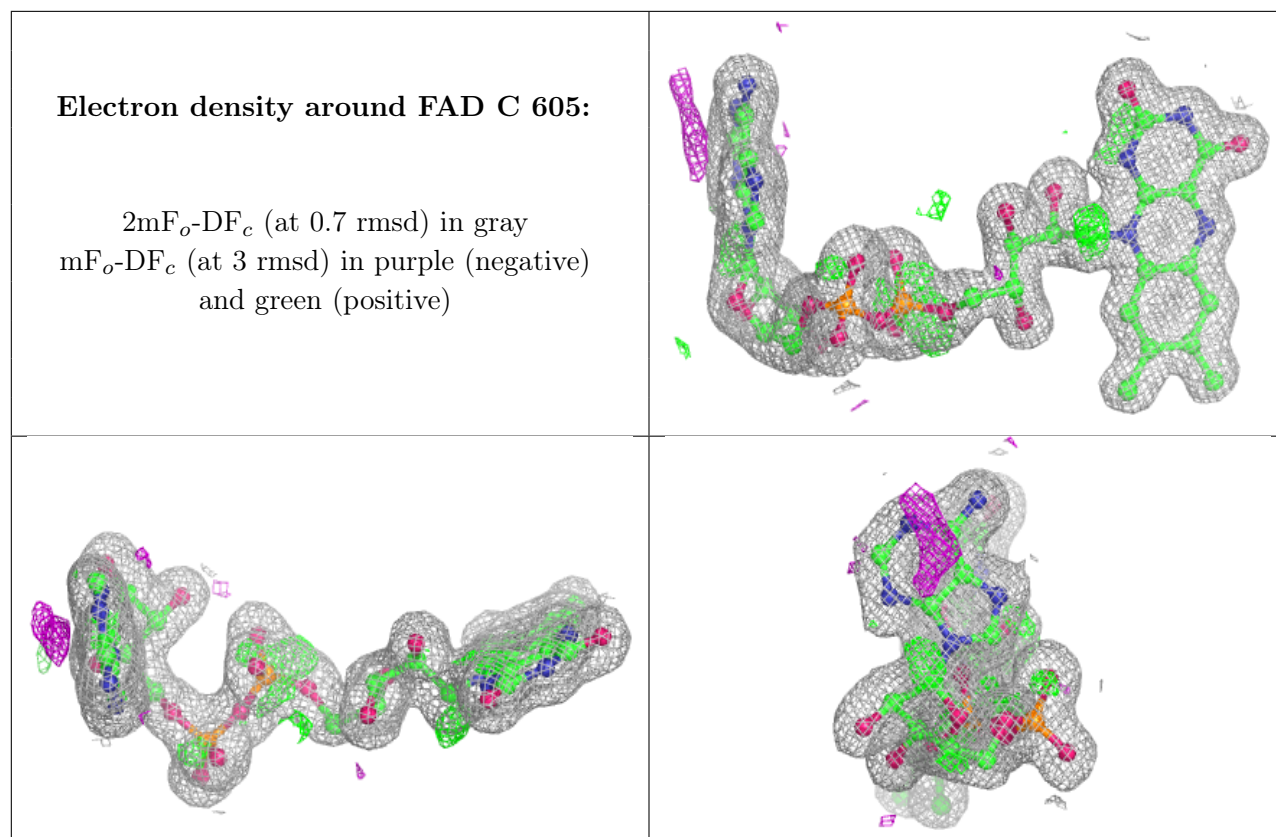 Electron density around FAD C 605:
2mFo-DFc (at 0.7 rmsd) in gray
mFo-DFc (at 3 rmsd) in purple (negative)
and green (positive)